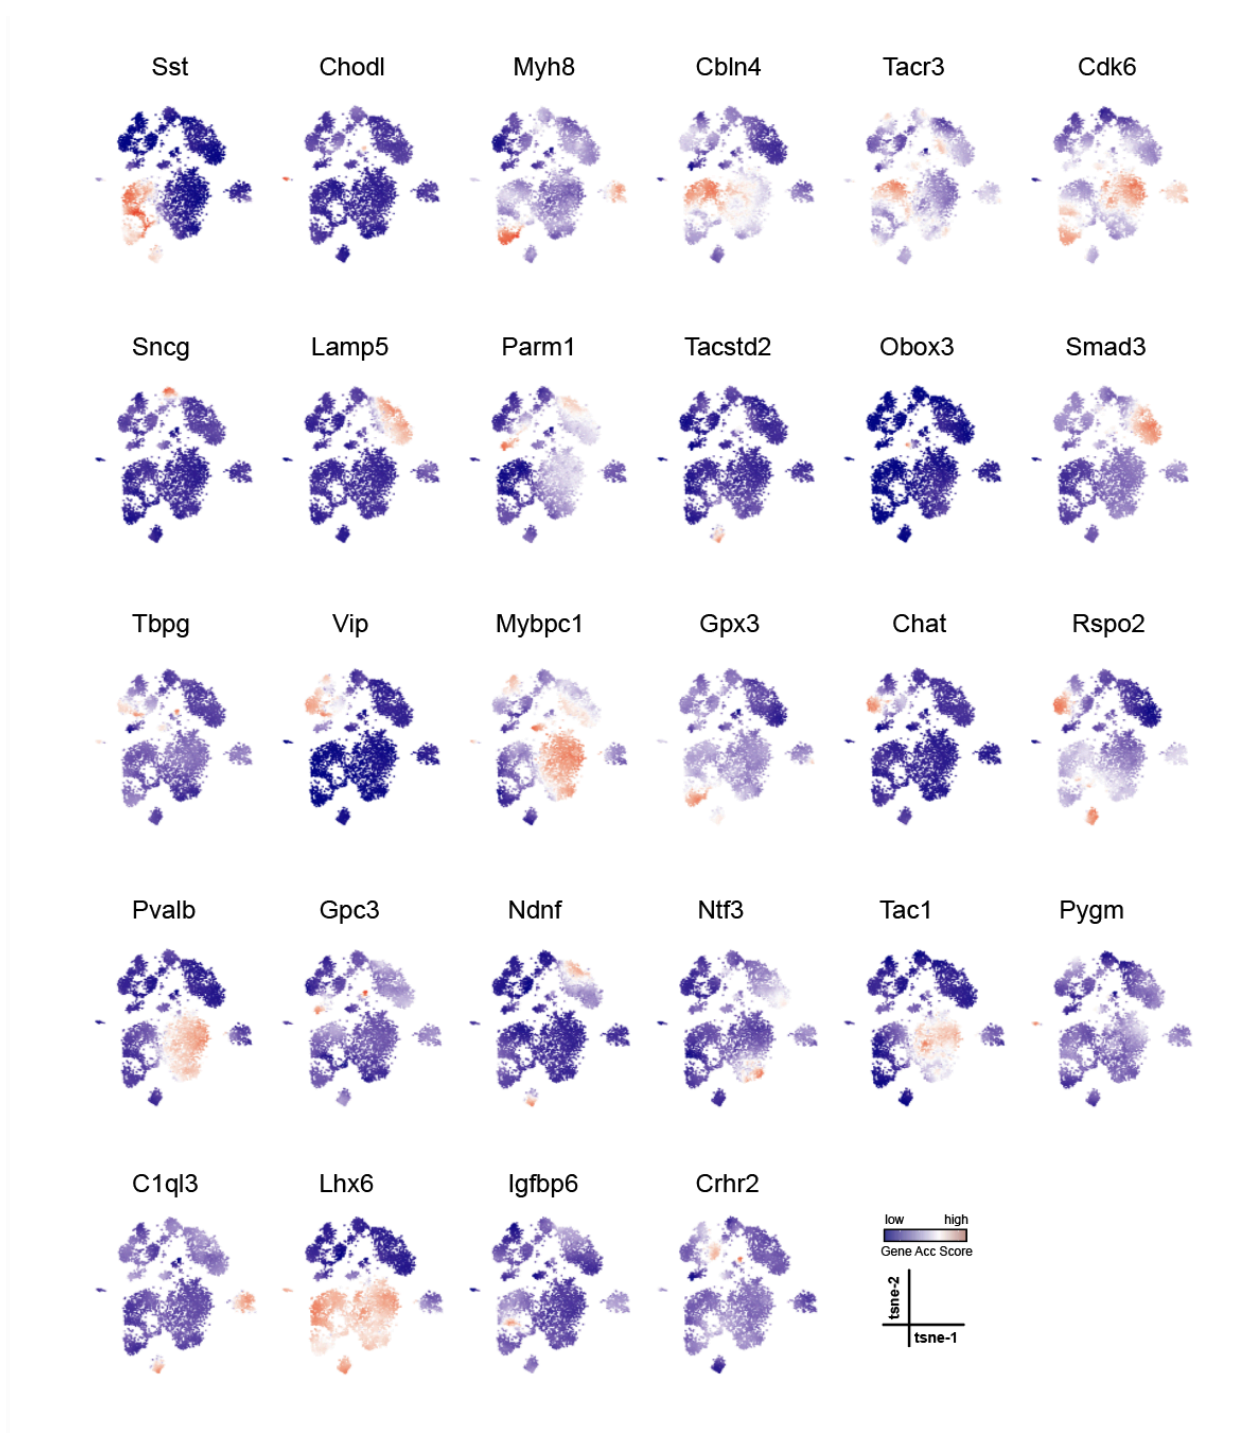 Sst Chodl Myh8 Cbln4 Tacr3 Cdk6
Sncg Lamp5 Parm1 Tacstd2 Obox3 Smad3
Tbpg Vip Mybpc1 Gpx3 Chat Rspo2
Pvalb Gpc3 Ndnf Ntf3 Tac1 Pygm
C1ql3 Lhx6 Igfbp6 Crhr2
low high
Gene Acc Score
tsne-2
tsne-1